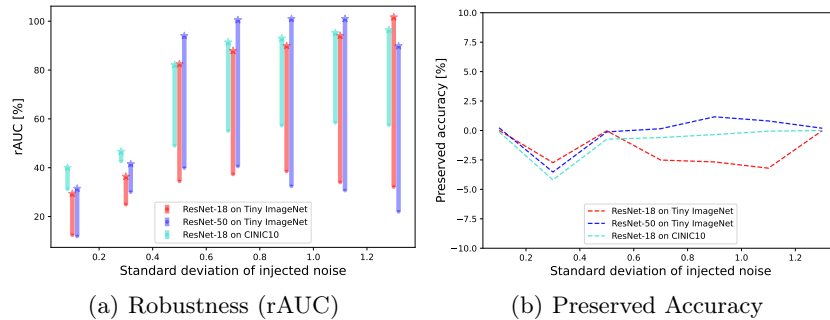 100
80
60
40
20
rAUC [%]
ResNet-18 on Tiny ImageNet
ResNet-50 on Tiny ImageNet
ResNet-18 on CINIC10
0.2 0.4 0.6 0.8 1.0 1.2
Standard deviation of injected noise
(a) Robustness (rAUC)
10.0
7.5
5.0
2.5
0.0
−2.5
−5.0
−7.5
−10.0
Preserved accuracy [%]
ResNet-18 on Tiny ImageNet
ResNet-50 on Tiny ImageNet
ResNet-18 on CINIC10
0.2 0.4 0.6 0.8 1.0 1.2
Standard deviation of injected noise
(b) Preserved Accuracy